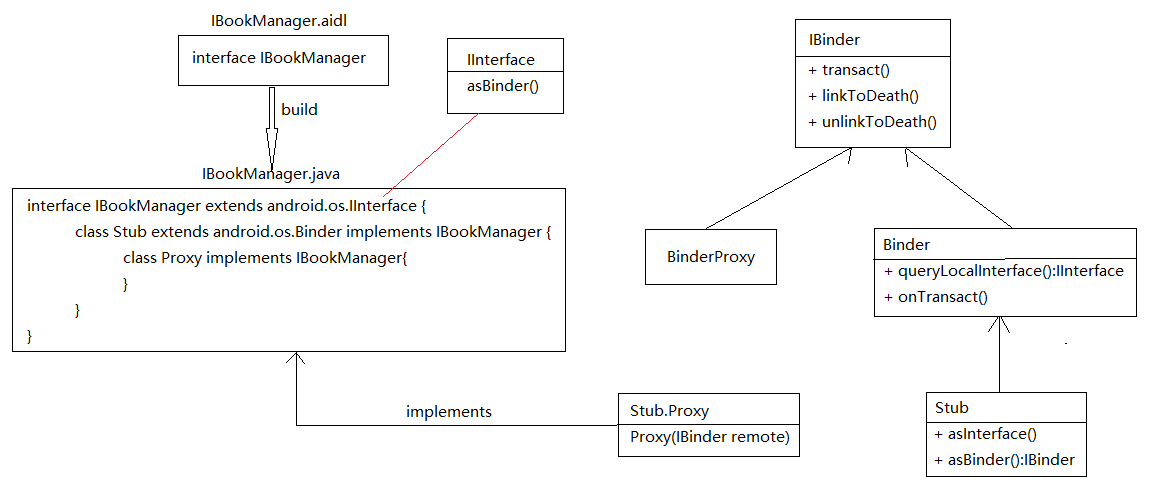 IBookManager.aidl
interface IBookManager
build
IInterface
asBinder()
IBookManager.java
interface IBookManager extends android.os.IInterface {
class Stub extends android.os.Binder implements IBookManager {
class Proxy implements IBookManager{
}
}
}
implements
Stub.Proxy
Proxy(IBinder remote)
IBinder
+ transact()
+ linkToDeath()
+ unlinkToDeath()
BinderProxy
Binder
+ queryLocalInterface():IInterface
+ onTransact()
Stub
+ asInterface()
+ asBinder():IBinder